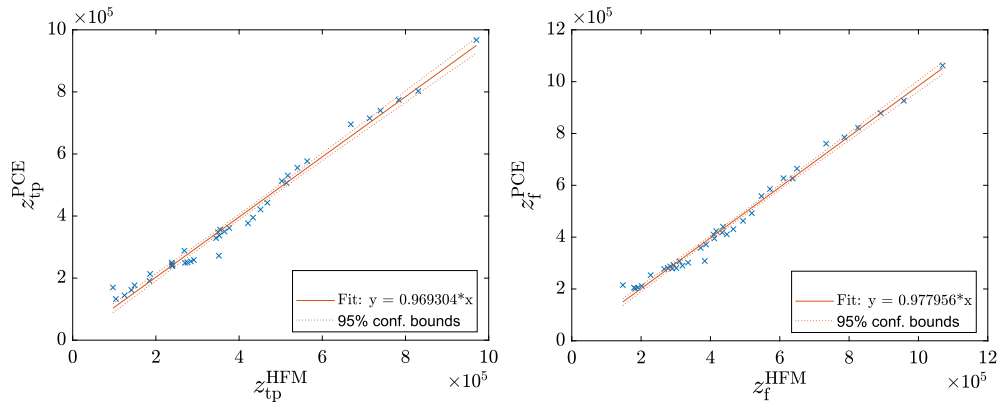 ×10^5
10
8
6
4
2
0
z_tp^PCE
Fit: y = 0.969304*x
95% conf. bounds
0 2 4 6 8 10
×10^5
z_tp^HFM
×10^5
12
10
8
6
4
2
0
z_f^PCE
Fit: y = 0.977956*x
95% conf. bounds
0 2 4 6 8 10 12
×10^5
z_f^HFM